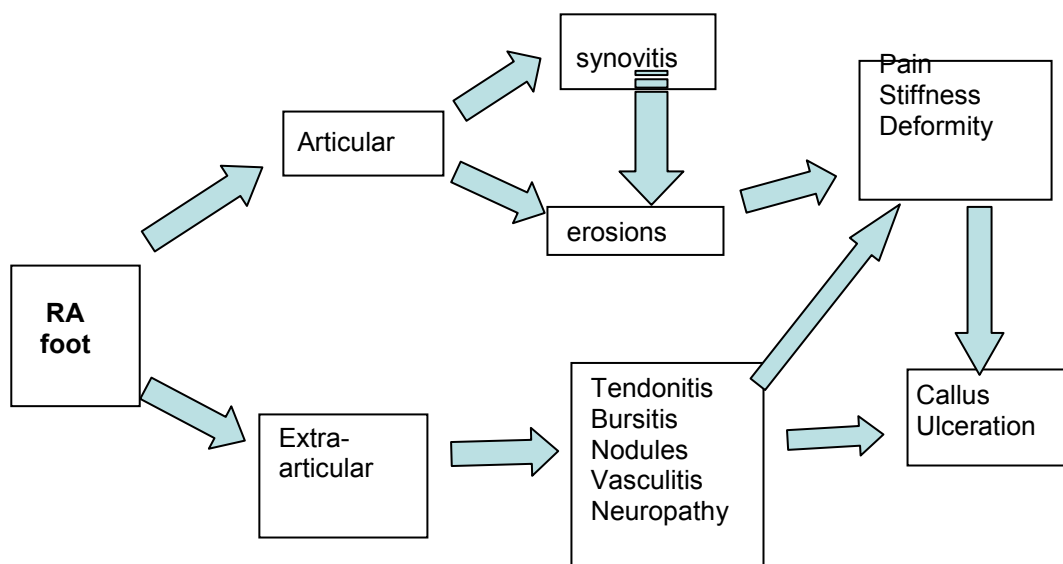 synovitis
Pain
Stiffness
Deformity
Articular
erosions
RA
foot
Extra-
articular
Tendonitis
Bursitis
Nodules
Vasculitis
Neuropathy
Callus
Ulceration